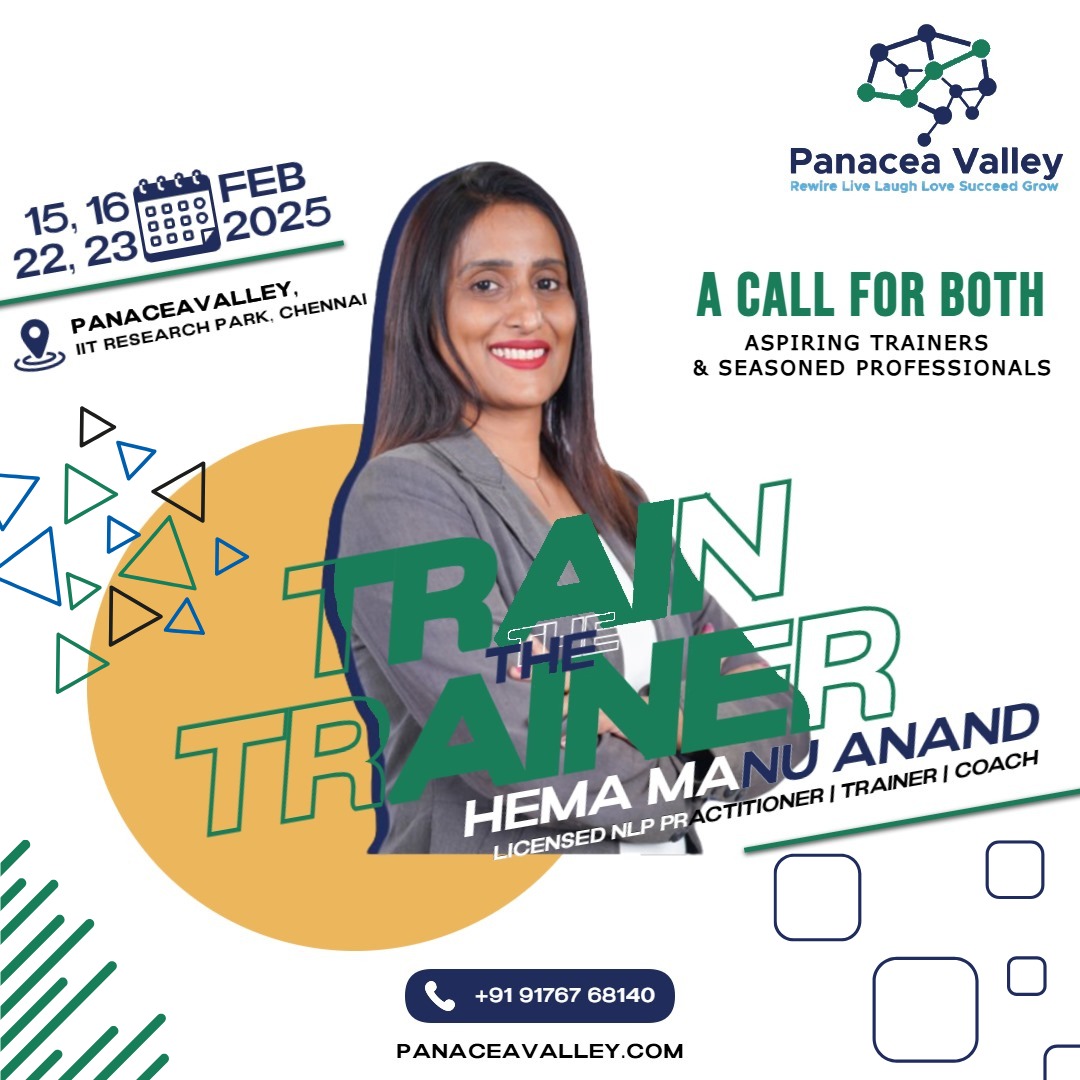 Panacea Valley
Rewire Live Laugh Love Succeed Grow
15, 16 FEB
22, 23 2025
PANACEAVALLEY,
IIT RESEARCH PARK, CHENNAI
A CALL FOR BOTH
ASPIRING TRAINERS
& SEASONED PROFESSIONALS
TRAIN
THE
TRAINER
HEMA MANU ANAND
LICENSED NLP PRACTITIONER | TRAINER | COACH
+91 91767 68140
PANACEAVALLEY.COM